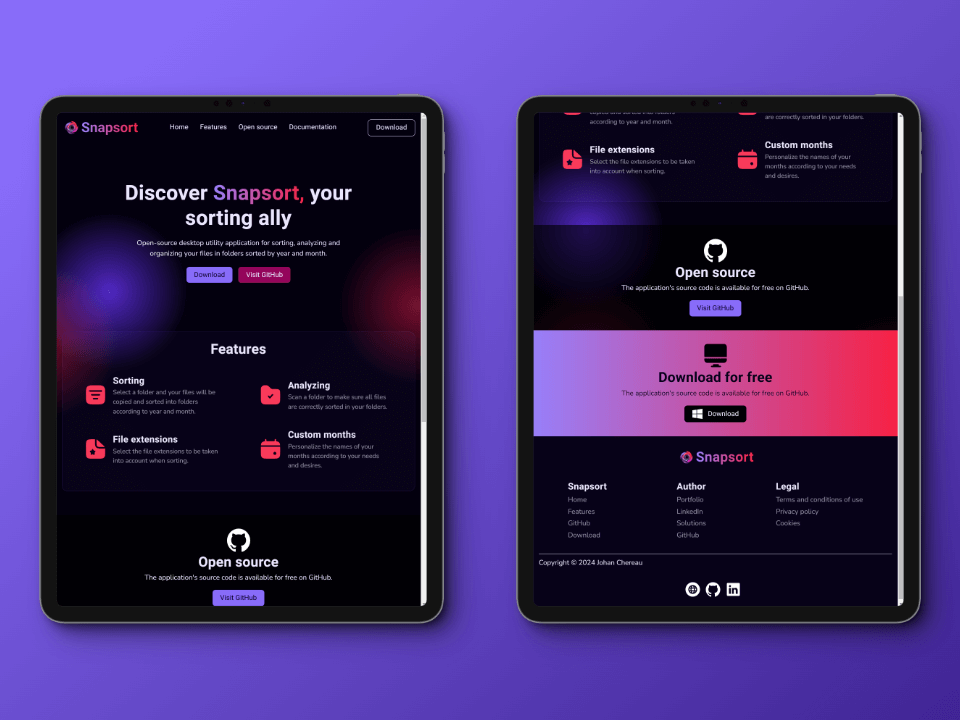 Snapsort
Home
Features
Open source
Documentation
Download
Discover Snapsort, your
sorting ally
Open-source desktop utility application for sorting, analyzing and
organizing your files in folders sorted by year and month.
Download
Visit GitHub
Features
Sorting
Select a folder and your files will be
copied and sorted into folders
according to year and month.
Analyzing
Scan a folder to make sure all files
are correctly sorted in your folders.
File extensions
Select the file extensions to be taken
into account when sorting.
Custom months
Personalize the names of your
months according to your needs
and desires.
Open source
The application's source code is available for free on GitHub.
Visit GitHub
according to year and month.
are correctly sorted in your folders.
File extensions
Select the file extensions to be taken
into account when sorting.
Custom months
Personalize the names of your
months according to your needs
and desires.
Open source
The application's source code is available for free on GitHub.
Visit GitHub
Download for free
The application's source code is available for free on GitHub.
Download
Snapsort
Snapsort
Home
Features
GitHub
Download
Author
Portfolio
LinkedIn
Solutions
GitHub
Legal
Terms and conditions of use
Privacy policy
Cookies
Copyright © 2024 Johan Chereau
in